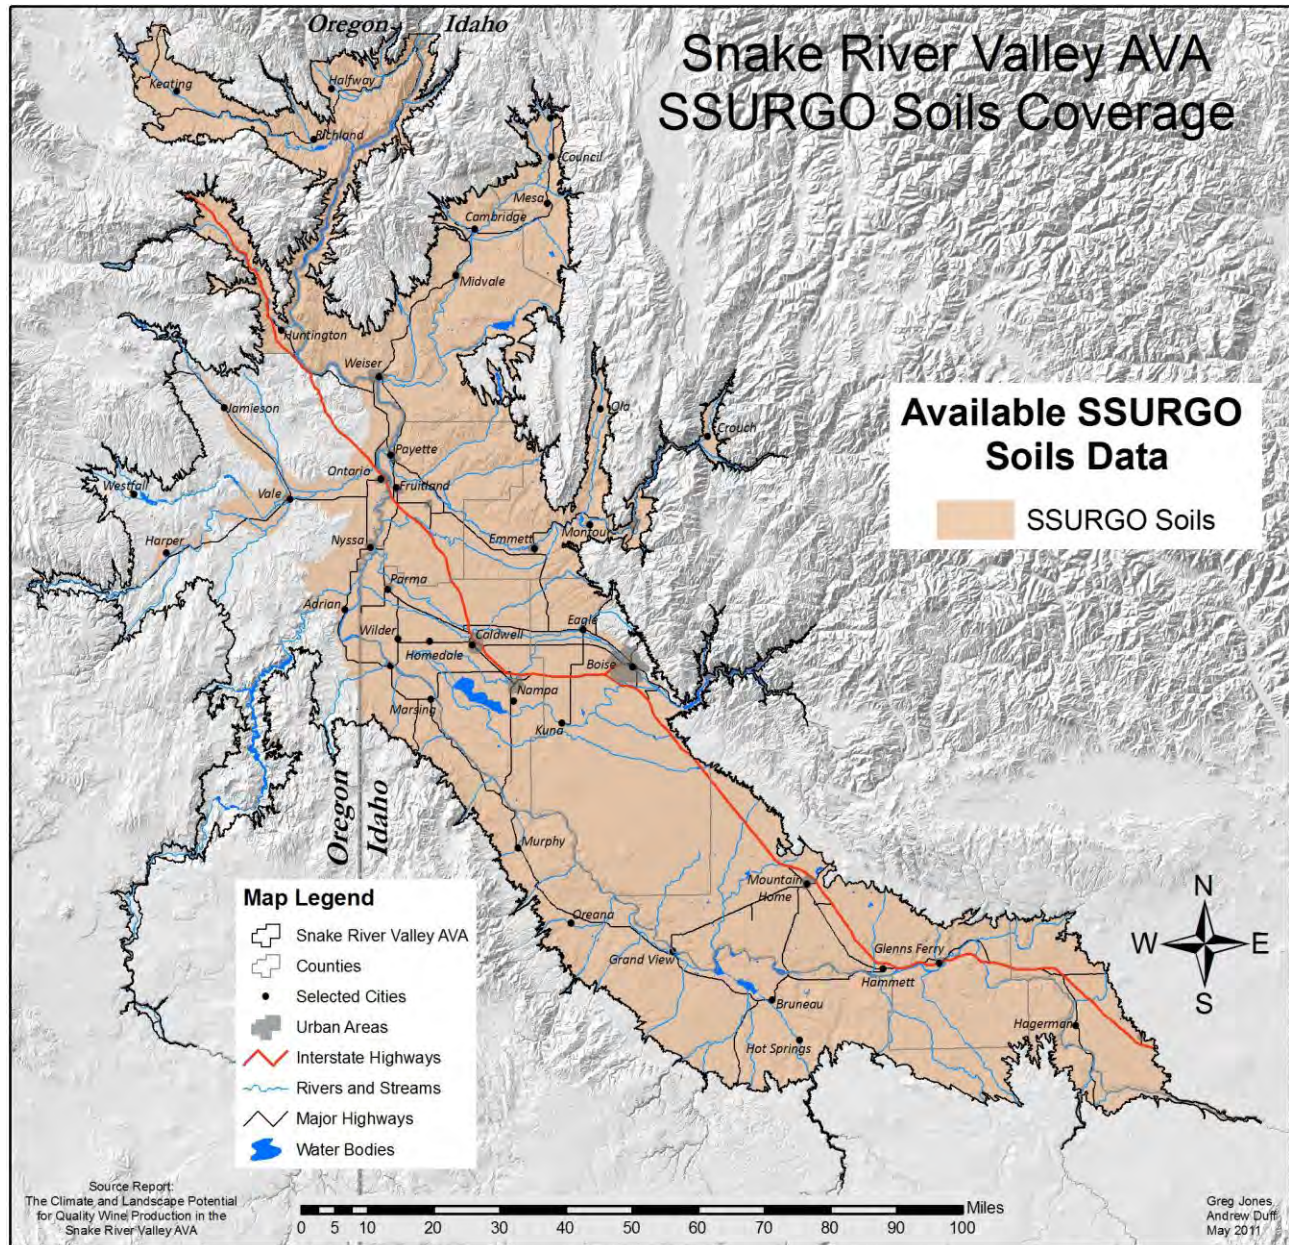 Oregon
Idaho
Snake River Valley AVA
SSURGO Soils Coverage
Keating
Halfway
Richland
Council
Mesa
Cambridge
Midvale
Huntington
Weiser
Jamieson
Ola
Crouch
Available SSURGO
Soils Data
SSURGO Soils
Payette
Ontario
Fruitland
Westfall
Vale
Harper
Nyssa
Emmett
Montour
Parma
Adrian
Wilder
Homedale
Caldwell
Eagle
Boise
Nampa
Marsing
Kuna
Oregon
Idaho
Murphy
Mountain
Home
Oreana
Grand View
Glenns Ferry
Hammett
Bruneau
Hot Springs
Hagerman
N
W
E
S
Map Legend
Snake River Valley AVA
Counties
Selected Cities
Urban Areas
Interstate Highways
Rivers and Streams
Major Highways
Water Bodies
Source Report:
The Climate and Landscape Potential
for Quality Wine Production in the
Snake River Valley AVA
Miles
0 5 10 20 30 40 50 60 70 80 90 100
Greg Jones
Andrew Duff
May 2011